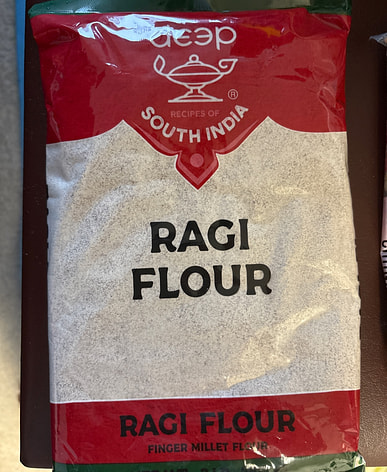 deep
®
RECIPES OF
SOUTH INDIA
RAGI
FLOUR
RAGI FLOUR
FINGER MILLET FLOUR